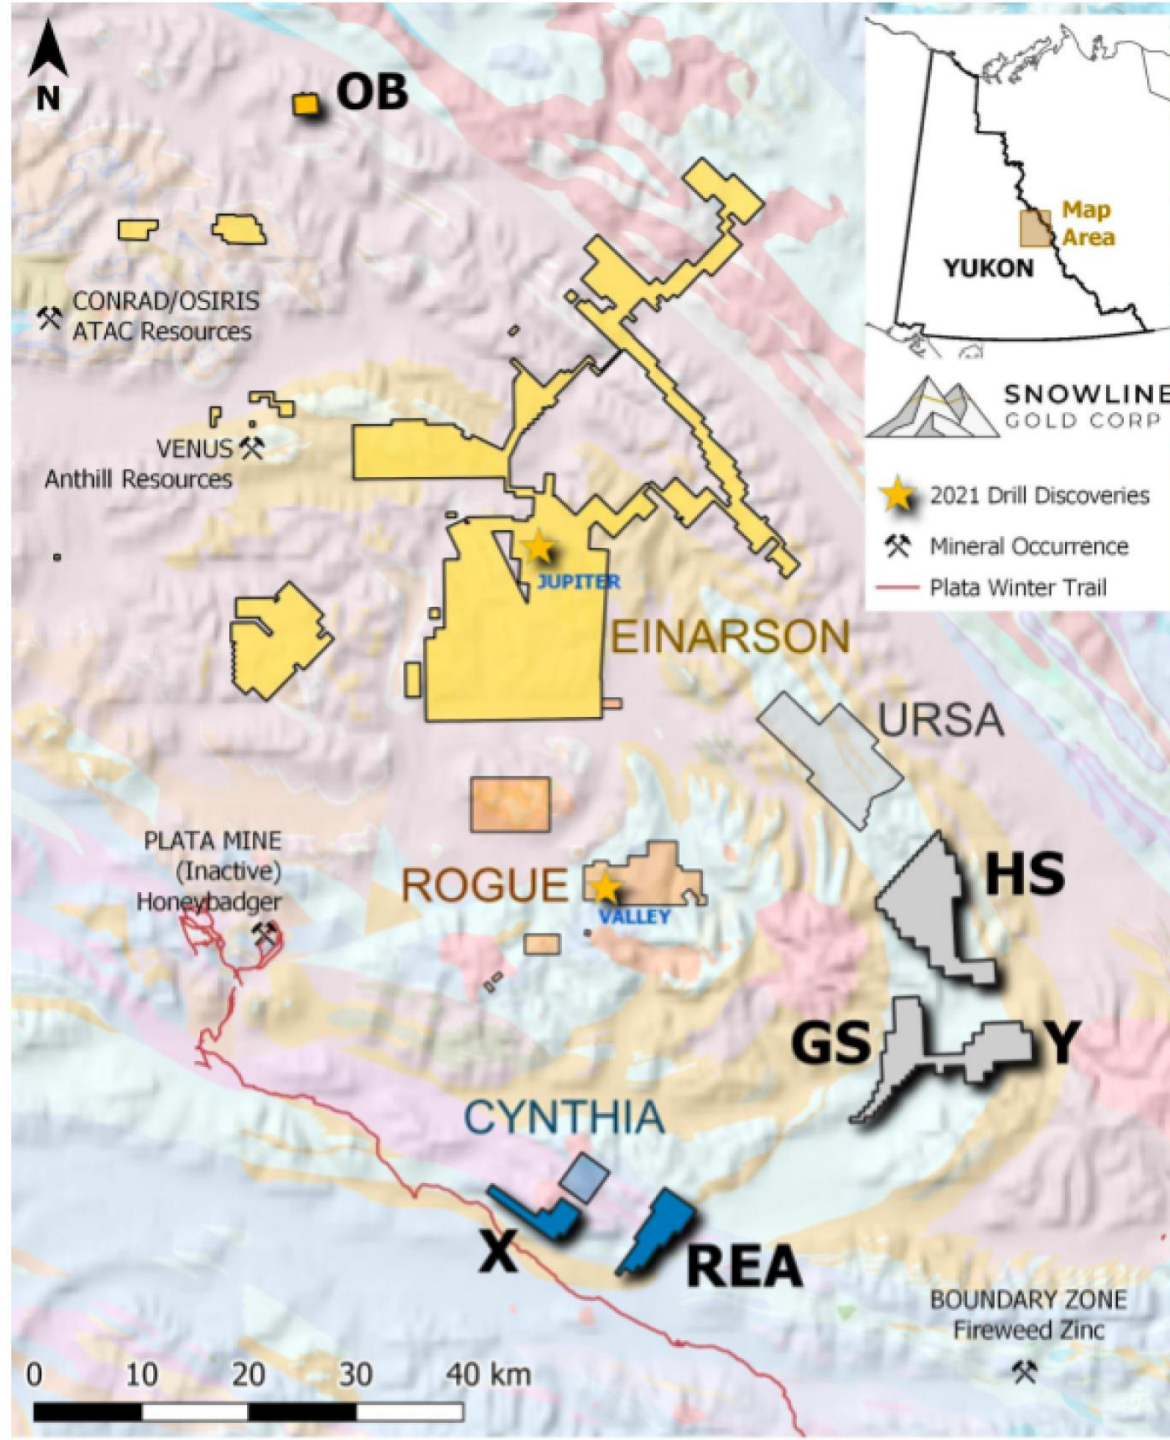 N
OB
Map
Area
YUKON
CONRAD/OSIRIS
ATAC Resources
SNOWLINE
GOLD CORP
VENUS
Anthill Resources
2021 Drill Discoveries
Mineral Occurrence
Plata Winter Trail
JUPITER
EINARSON
URSA
PLATA MINE
(Inactive)
Honeybadger
ROGUE
VALLEY
HS
GS
Y
CYNTHIA
X
REA
BOUNDARY ZONE
Fireweed Zinc
0 10 20 30 40 km